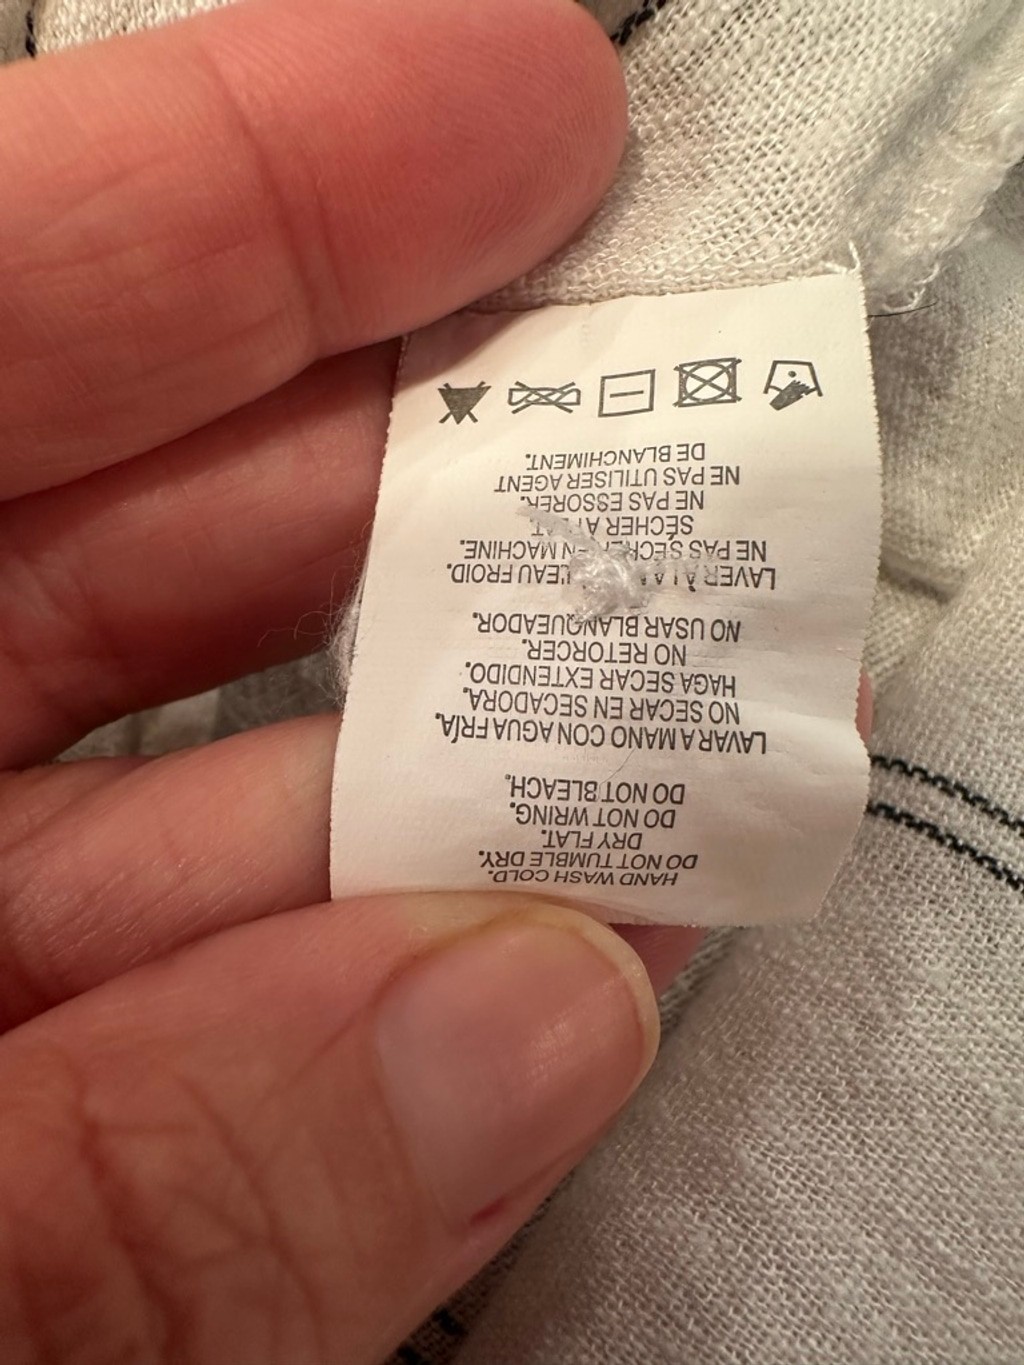 HAND WASH COLD.
DO NOT TUMBLE DRY.
DRY FLAT.
DO NOT WRING.
DO NOT BLEACH.
LAVAR A MANO CON AGUA FRÍA.
NO SECAR EN SECADORA.
HAGA SECAR EXTENDIDO.
NO RETORCER.
NO USAR BLANQUEADOR.
LAVER À LA L'EAU FROID.
NE PAS SÉCHER EN MACHINE.
SÉCHER À
NE PAS ESSORER.
NE PAS UTILISER AGENT
DE BLANCHIMENT.